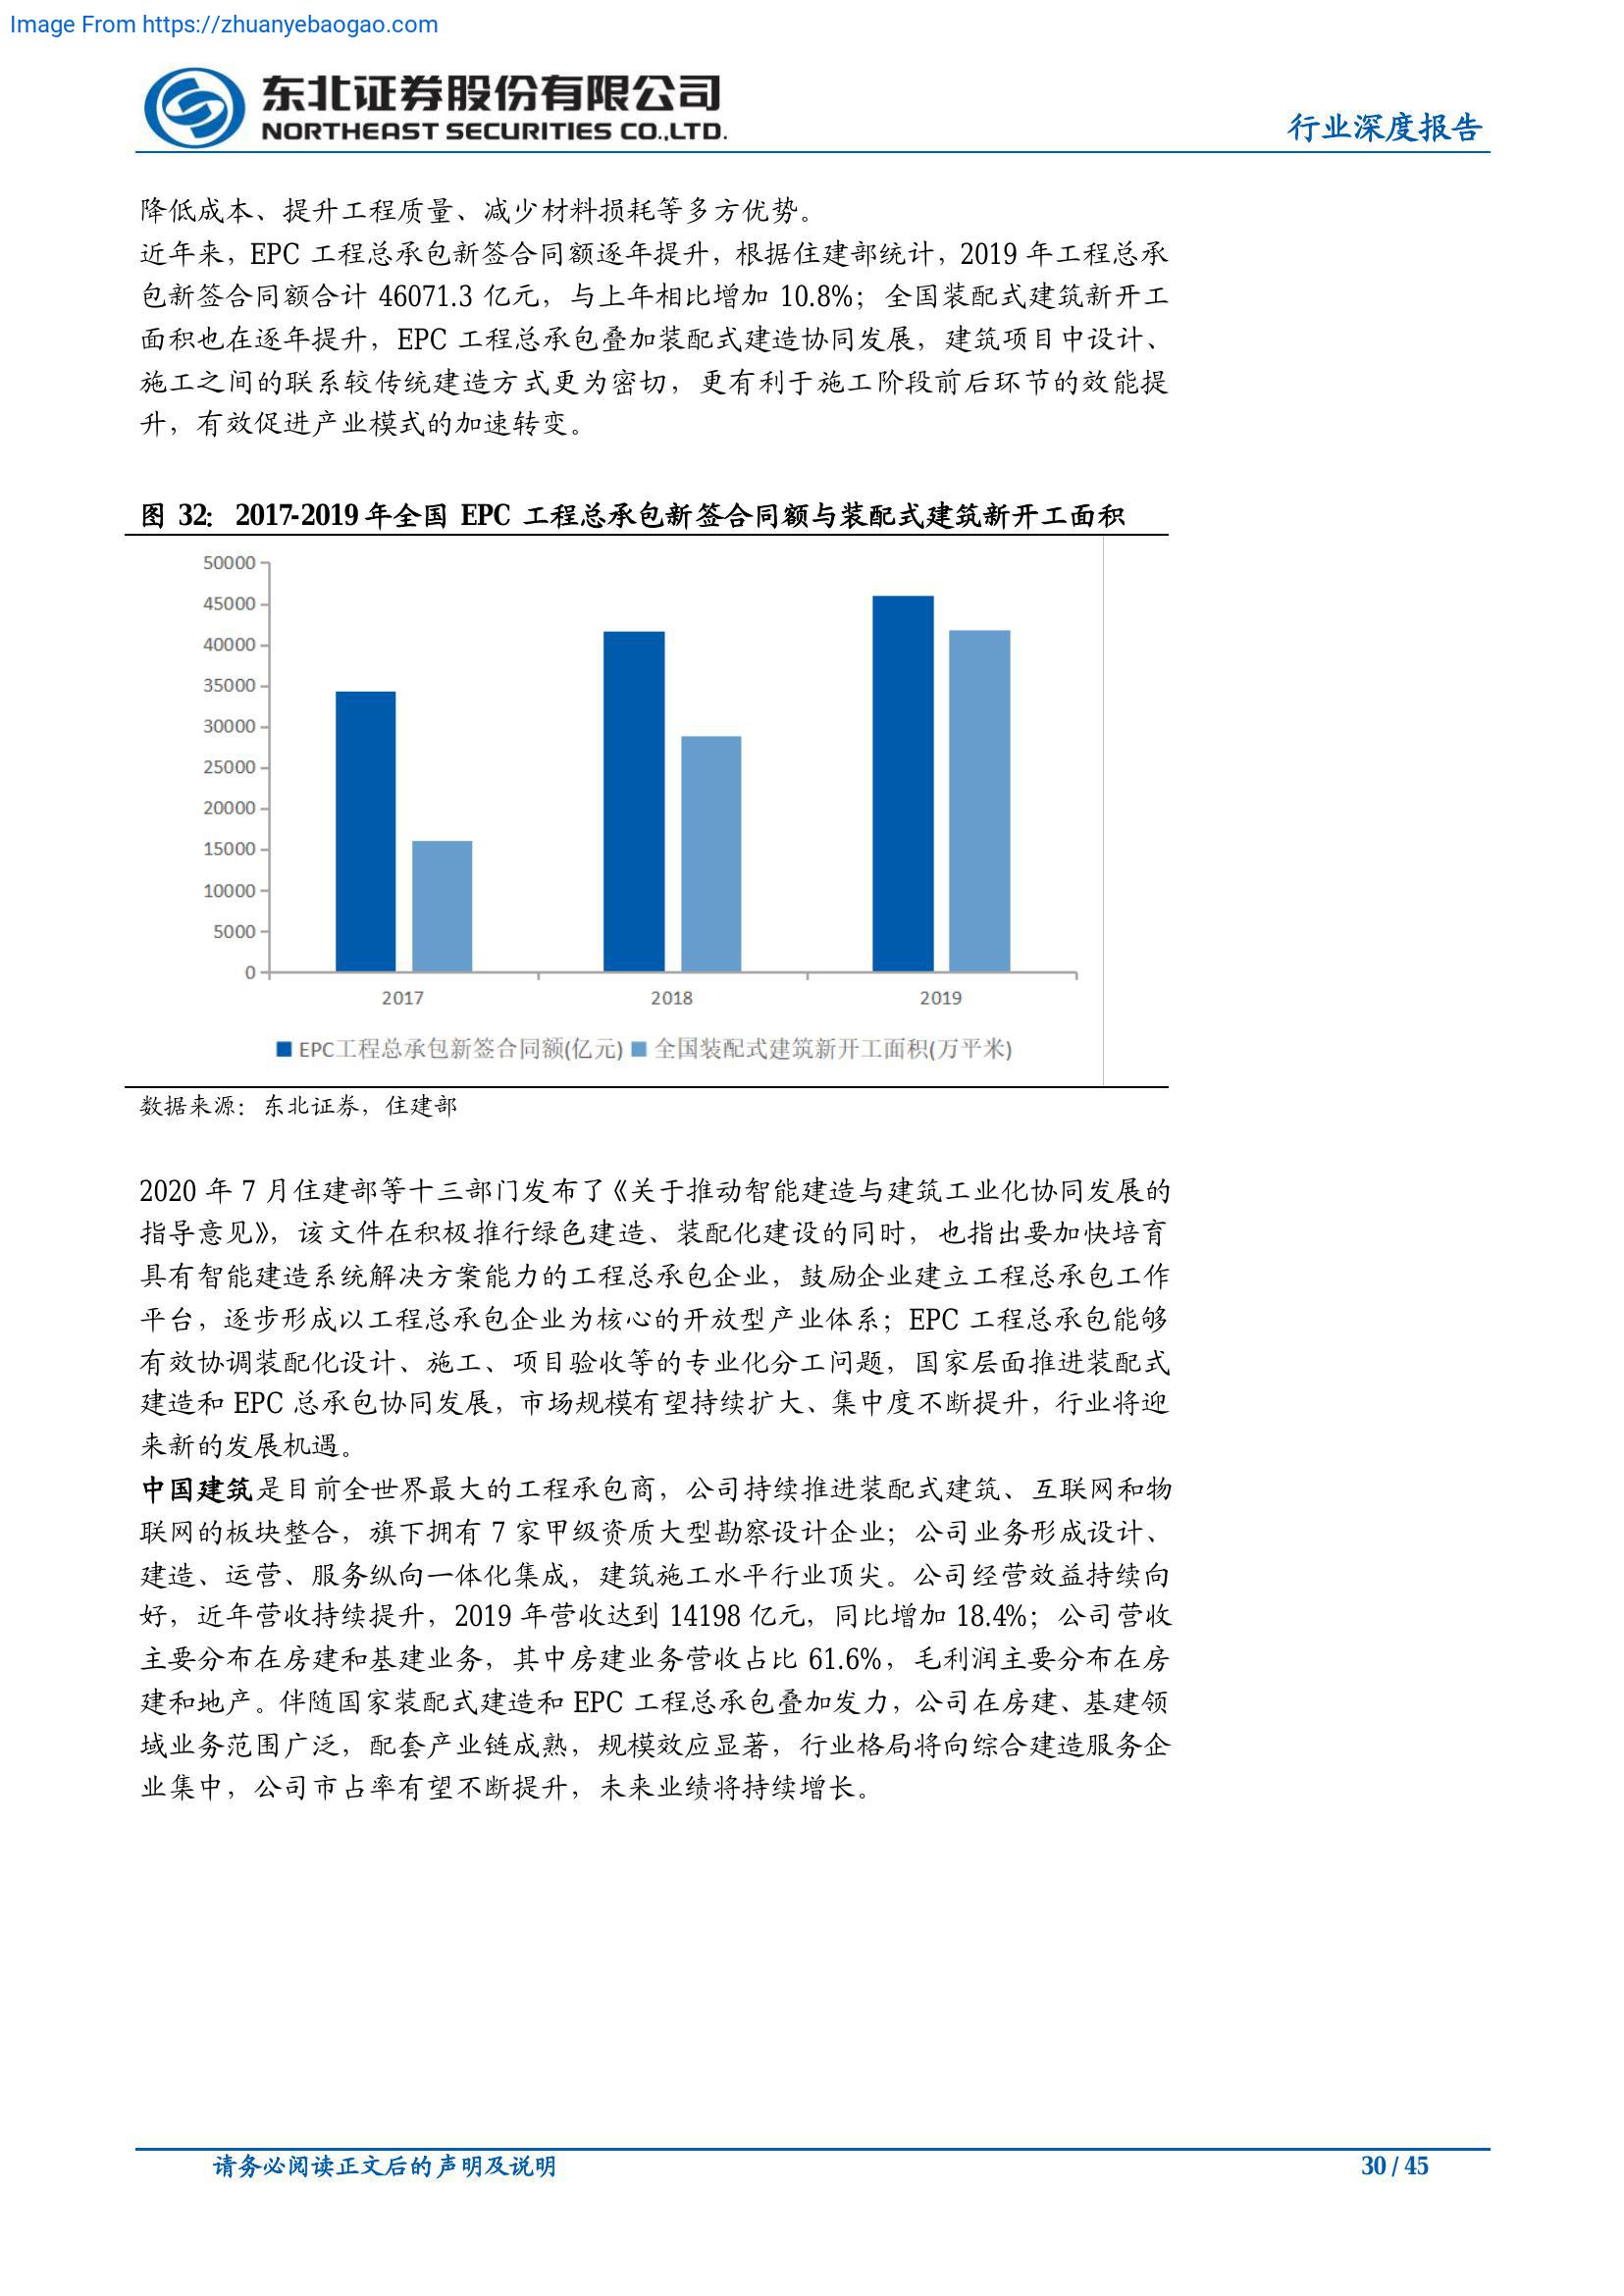 Image From https://zhuanyebaogao.com
东北证券股份有限公司
NORTHEAST SECURITIES CO.,LTD.
行业深度报告
降低成本、提升工程质量、减少材料损耗等多方优势。
近年来，EPC 工程总承包新签合同额逐年提升，根据住建部统计，2019 年工程总承
包新签合同额合计 46071.3 亿元，与上年相比增加 10.8%；全国装配式建筑新开工
面积也在逐年提升，EPC 工程总承包叠加装配式建造协同发展，建筑项目中设计、
施工之间的联系较传统建造方式更为密切，更有利于施工阶段前后环节的效能提
升，有效促进产业模式的加速转变。
图 32：2017-2019 年全国 EPC 工程总承包新签合同额与装配式建筑新开工面积
50000
45000
40000
35000
30000
25000
20000
15000
10000
5000
0
2017 2018 2019
EPC工程总承包新签合同额(亿元) 全国装配式建筑新开工面积(万平米)
数据来源：东北证券，住建部
2020 年 7 月住建部等十三部门发布了《关于推动智能建造与建筑工业化协同发展的
指导意见》，该文件在积极推行绿色建造、装配化建设的同时，也指出要加快培育
具有智能建造系统解决方案能力的工程总承包企业，鼓励企业建立工程总承包工作
平台，逐步形成以工程总承包企业为核心的开放型产业体系；EPC 工程总承包能够
有效协调装配化设计、施工、项目验收等的专业化分工问题，国家层面推进装配式
建造和 EPC 总承包协同发展，市场规模有望持续扩大、集中度不断提升，行业将迎
来新的发展机遇。
中国建筑是目前全世界最大的工程承包商，公司持续推进装配式建筑、互联网和物
联网的板块整合，旗下拥有 7 家甲级资质大型勘察设计企业；公司业务形成设计、
建造、运营、服务纵向一体化集成，建筑施工水平行业顶尖。公司经营效益持续向
好，近年营收持续提升，2019 年营收达到 14198 亿元，同比增加 18.4%；公司营收
主要分布在房建和基建业务，其中房建业务营收占比 61.6%，毛利润主要分布在房
建和地产。伴随国家装配式建造和 EPC 工程总承包叠加发力，公司在房建、基建领
域业务范围广泛，配套产业链成熟，规模效应显著，行业格局将向综合建造服务企
业集中，公司市占率有望不断提升，未来业绩将持续增长。
请务必阅读正文后的声明及说明
30 / 45